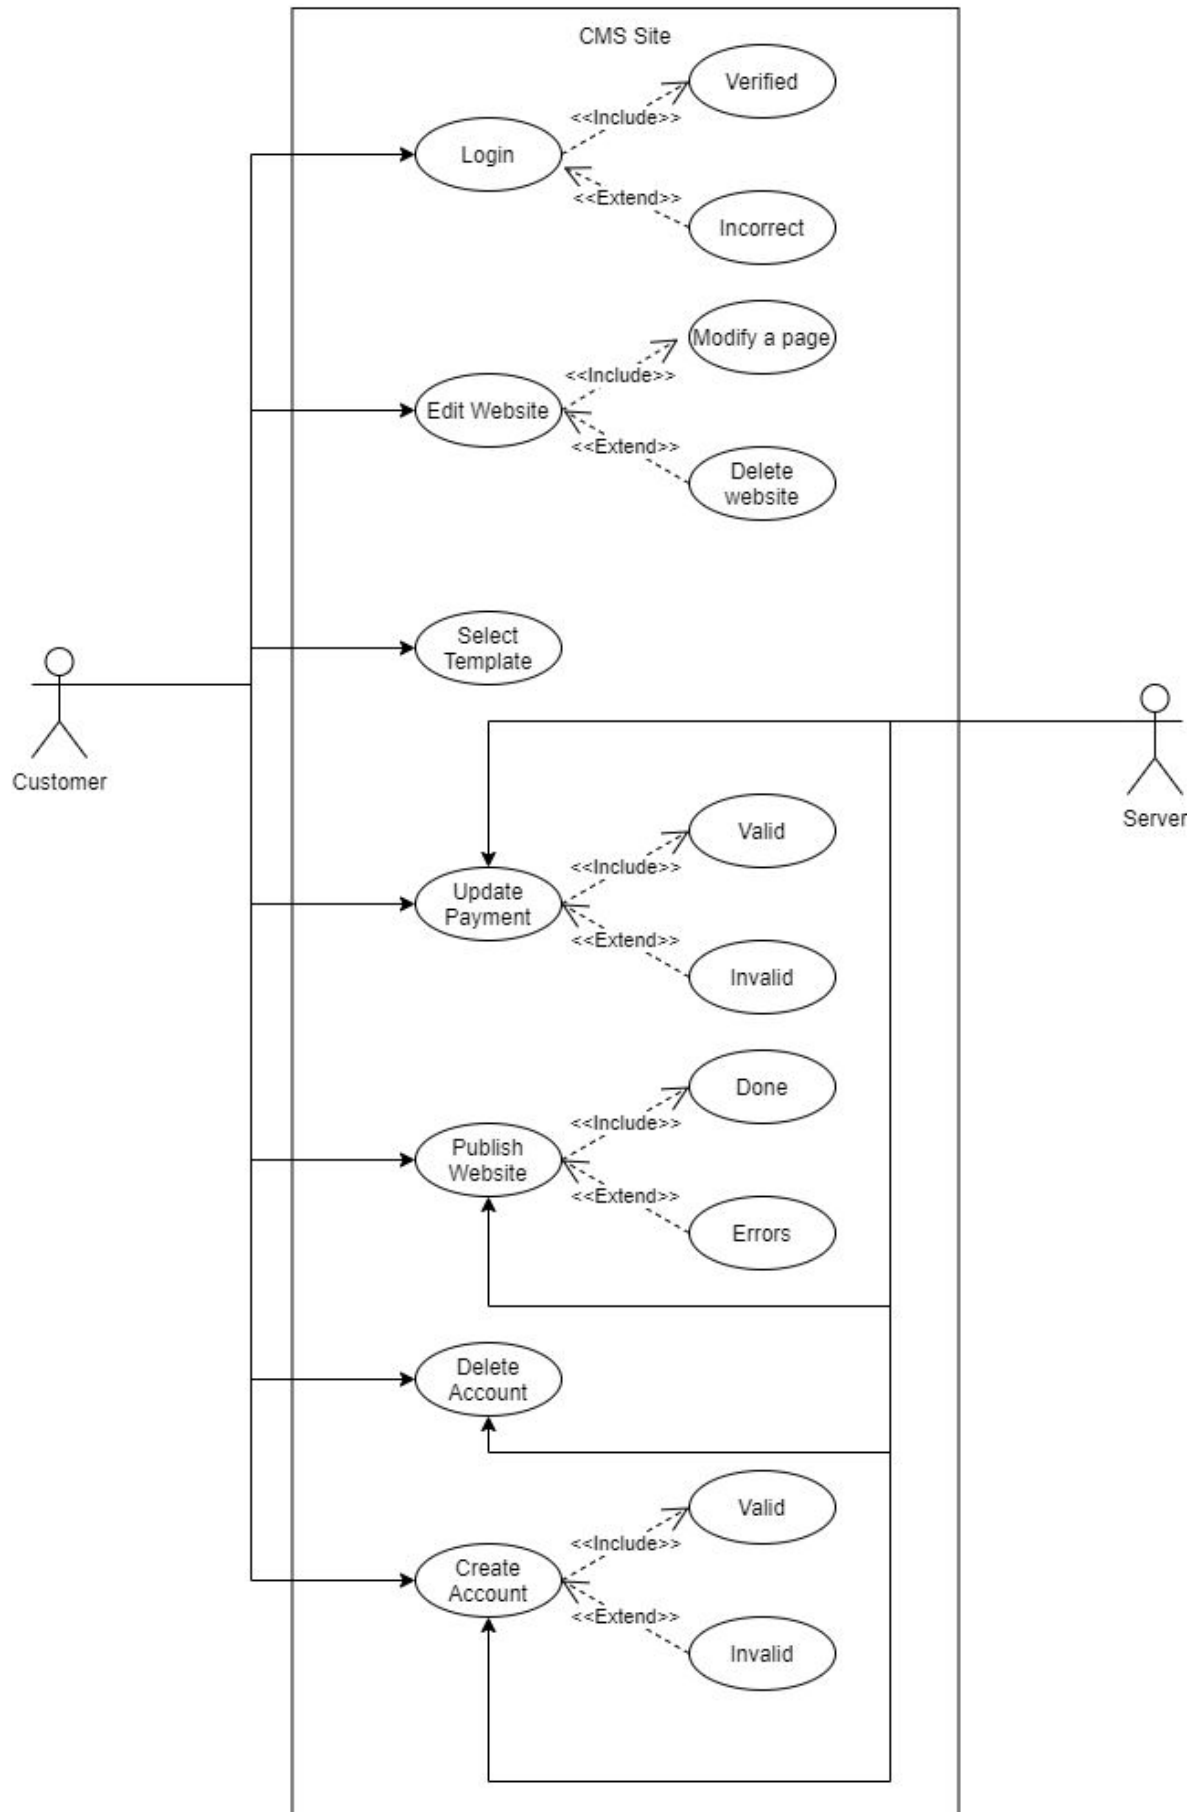 CMS Site
Verified
<<Include>>
Login
<<Extend>>
Incorrect
Modify a page
<<Include>>
Edit Website
<<Extend>>
Delete
website
Select
Template
Customer
Server
Valid
<<Include>>
Update
Payment
<<Extend>>
Invalid
Done
<<Include>>
Publish
Website
<<Extend>>
Errors
Delete
Account
Valid
<<Include>>
Create
Account
<<Extend>>
Invalid